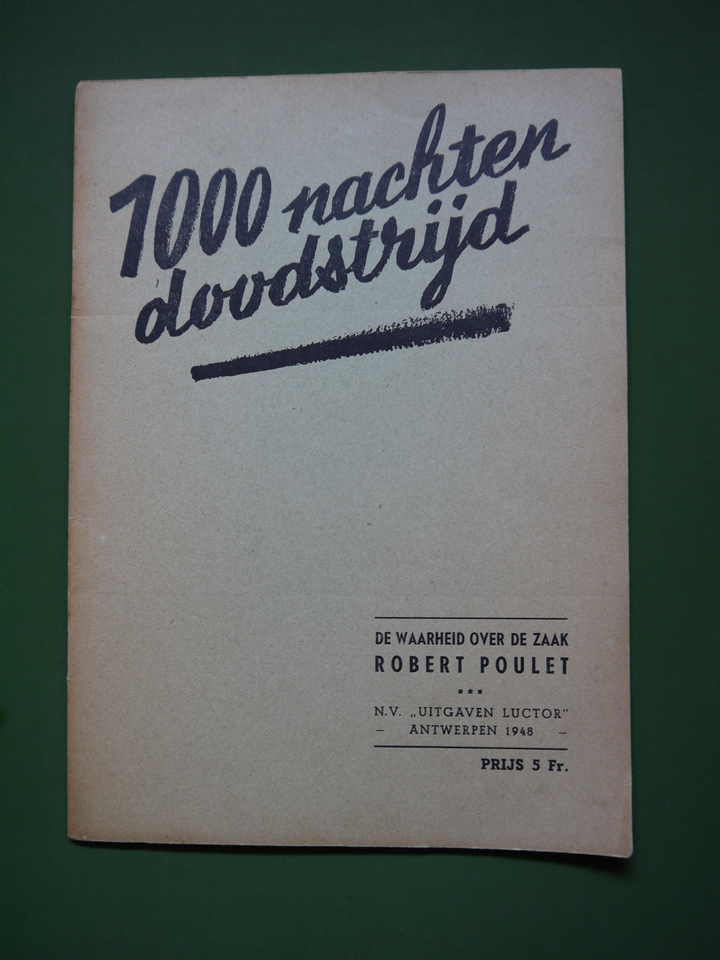 1000 nachten
doodstrijd
DE WAARHEID OVER DE ZAAK
ROBERT POULET
N.V. „UITGAVEN LUCTOR"
— ANTWERPEN 1948 —
PRIJS 5 Fr.